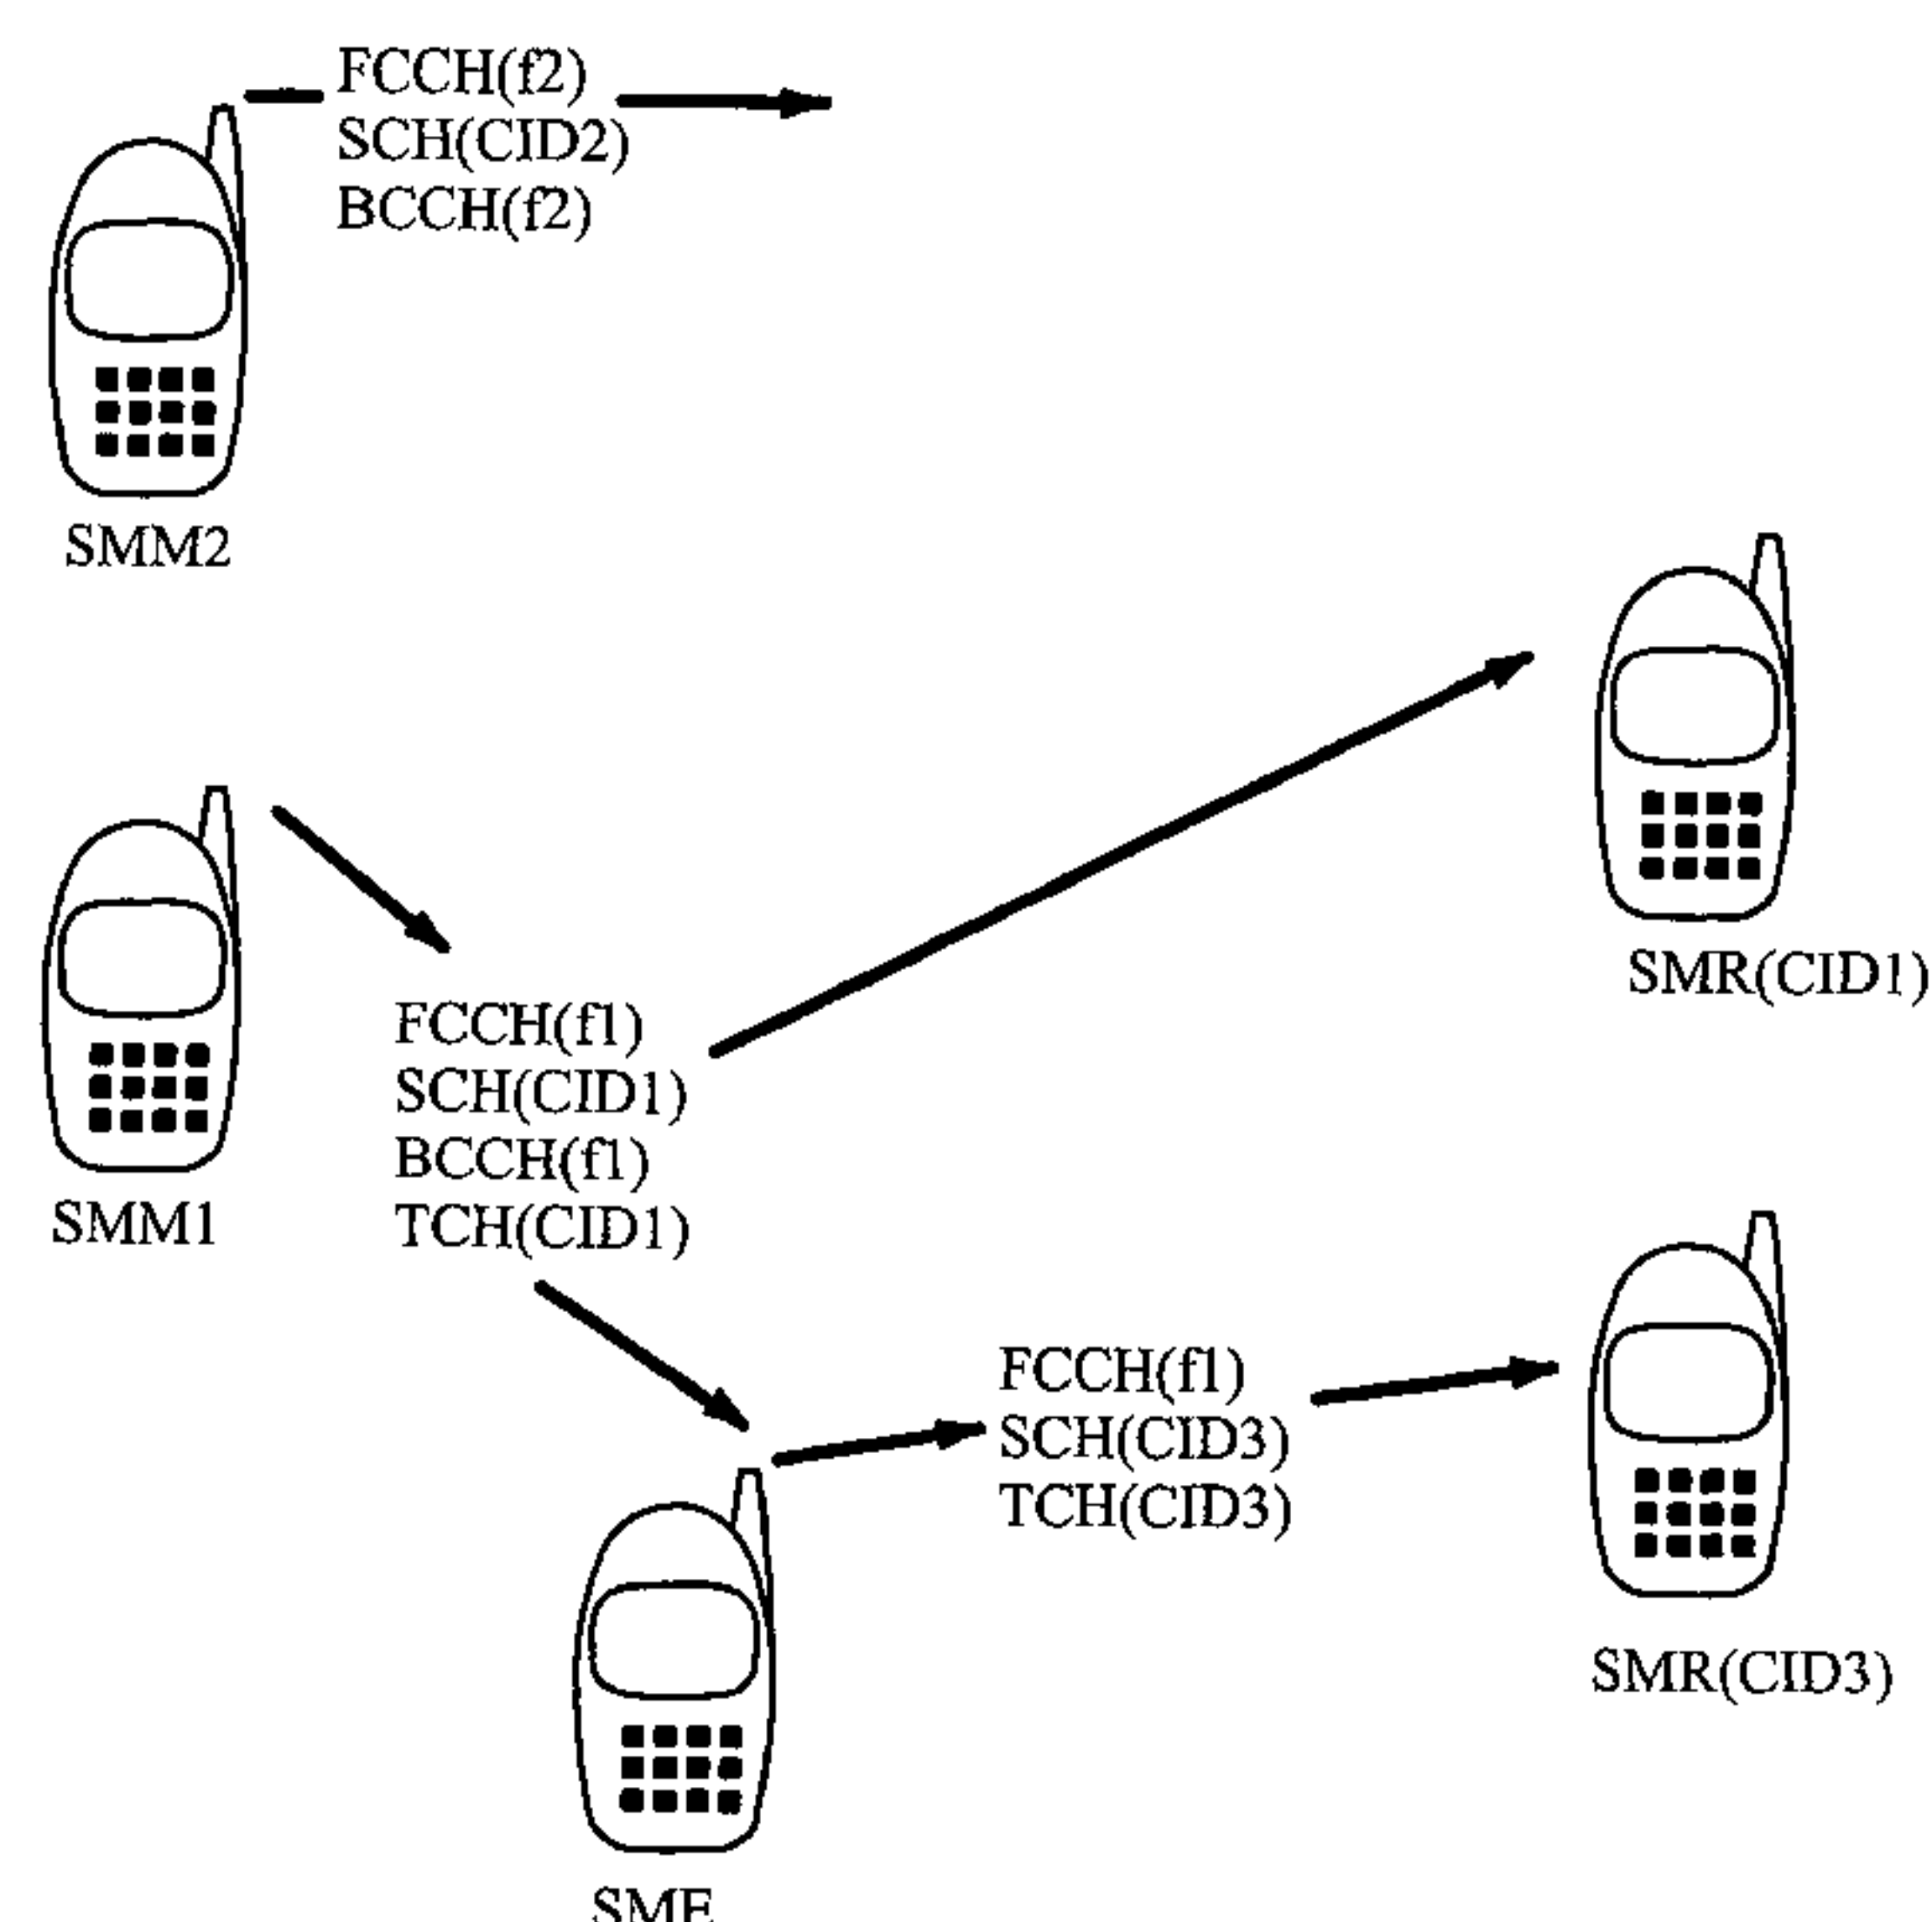 FCCH(f2)
SCH(CID2)
BCCH(f2)
SMM2
SMR(CID1)
FCCH(f1)
SCH(CID1)
BCCH(f1)
TCH(CID1)
SMM1
FCCH(f1)
SCH(CID3)
TCH(CID3)
SMR(CID3)
SME